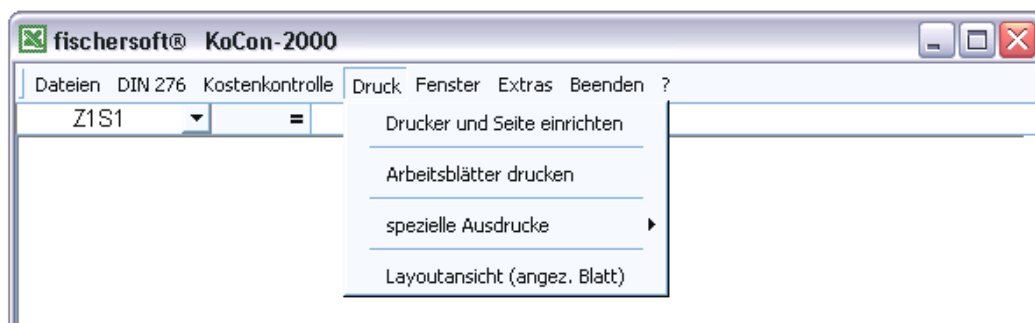 fischersoft® KoCon-2000
Dateien DIN 276 Kostenkontrolle Druck Fenster Extras Beenden ?
Z1S1 =
Drucker und Seite einrichten
Arbeitsblätter drucken
spezielle Ausdrucke
Layoutansicht (angez. Blatt)